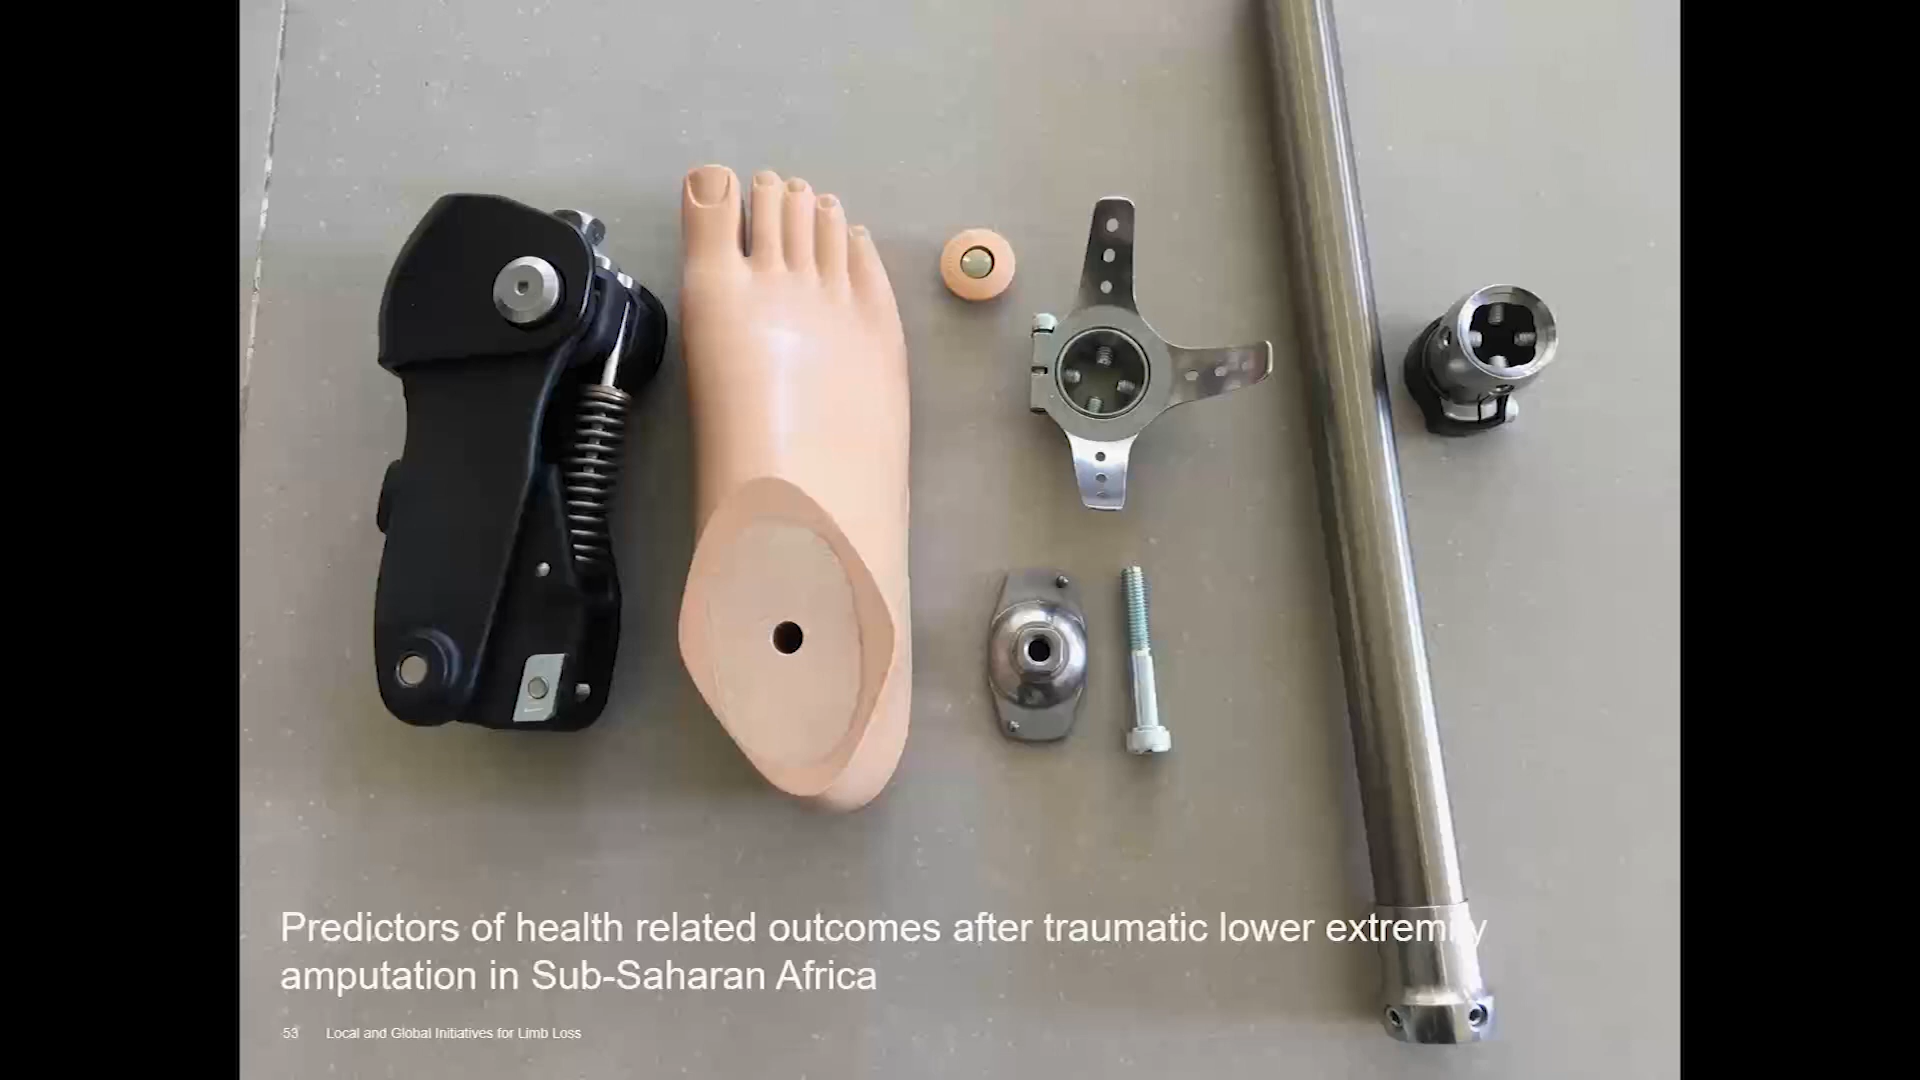 Predictors of health related outcomes after traumatic lower extremity
amputation in Sub-Saharan Africa
53 Local and Global Initiatives for Limb Loss